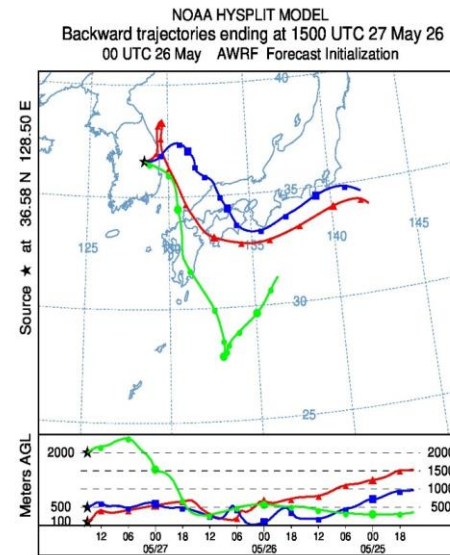 NOAA HYSPLIT MODEL
Backward trajectories ending at 1500 UTC 27 May 26
00 UTC 26 May AWRF Forecast Initialization
Source ★ at 36.58 N 128.50 E
40
35
145
125
130
135
140
30
25
Meters AGL
2000
500
100
2000
1500
1000
500
12 06 00 18 12 06 00 18 12 06 00 18
05/27 05/26 05/25